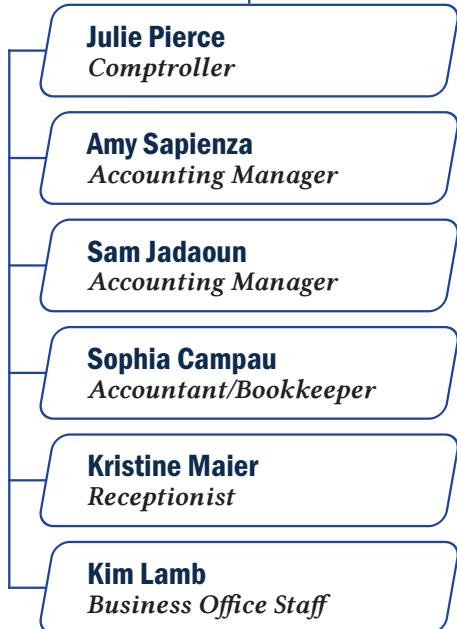 Julie Pierce
Comptroller
Amy Sapienza
Accounting Manager
Sam Jadaoun
Accounting Manager
Sophia Campau
Accountant/Bookkeeper
Kristine Maier
Receptionist
Kim Lamb
Business Office Staff